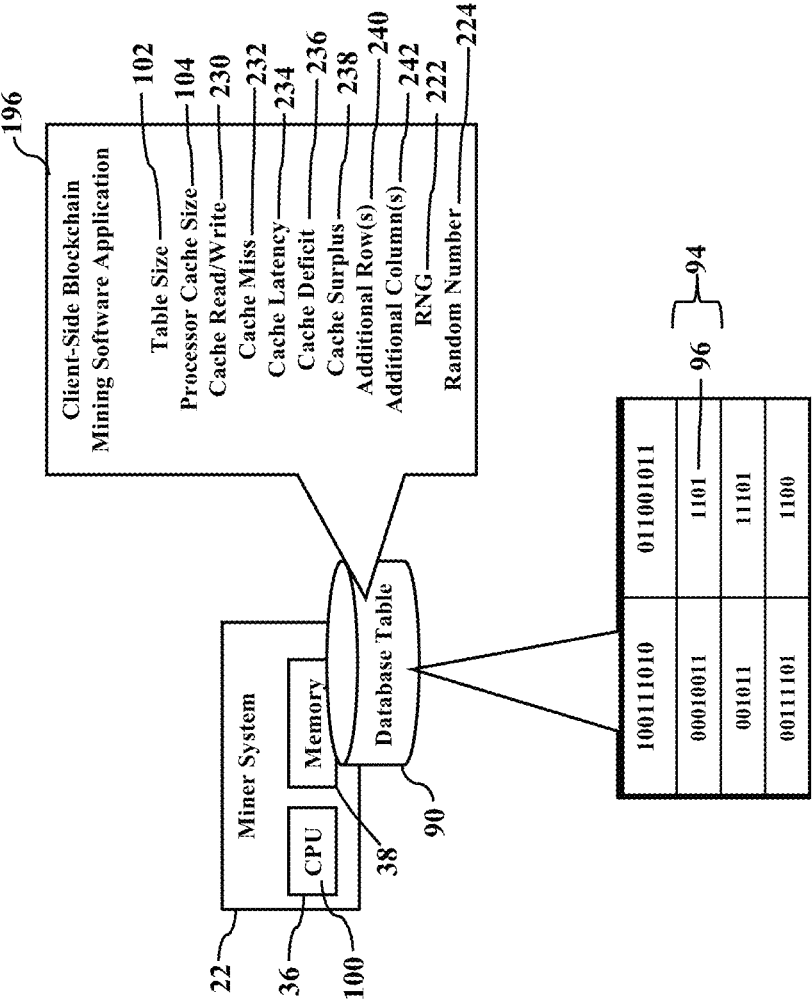 196
Client-Side Blockchain
Mining Software Application
Table Size 102
Processor Cache Size 104
Cache Read/Write 230
Cache Miss 232
Cache Latency 234
Cache Deficit 236
Cache Surplus 238
Additional Row(s) 240
Additional Column(s) 242
RNG 222
Random Number 224
22
Miner System
36
CPU
Memory
100
38
Database Table
90
100111010 011001011
00010011 1101 96 94
001011 11101
00111101 1100